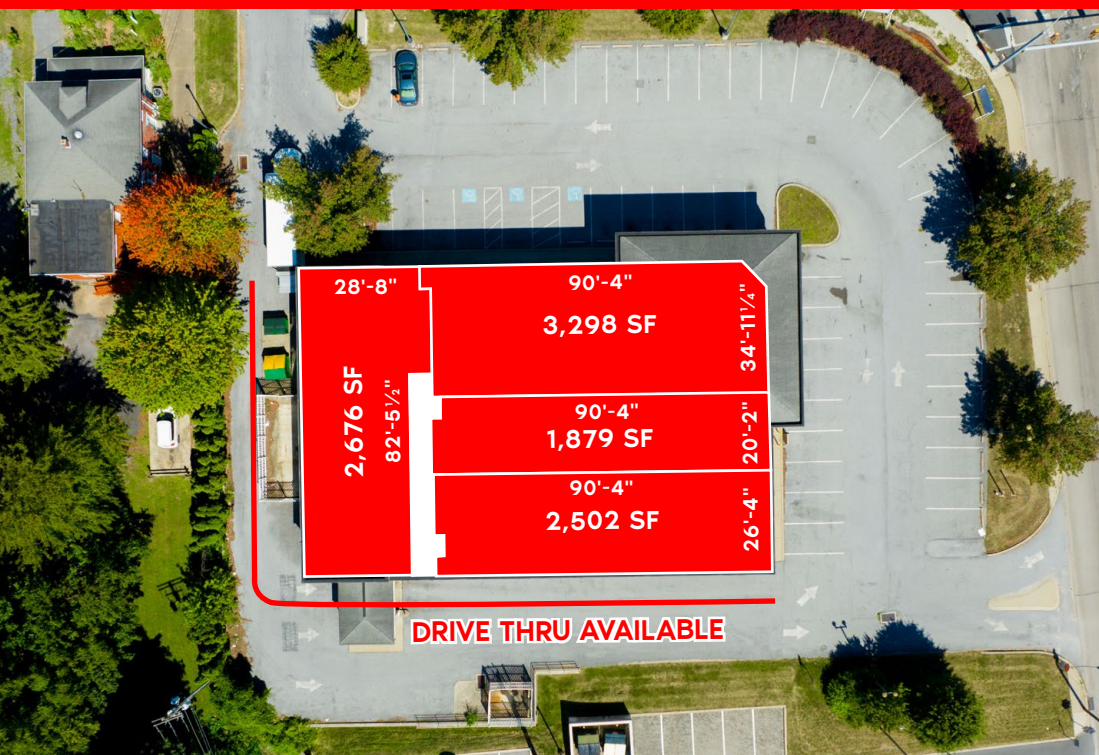 28'-8"
90'-4"
3,298 SF
34'-11¼"
2,676 SF
82'-5½"
90'-4"
1,879 SF
20'-2"
90'-4"
2,502 SF
26'-4"
DRIVE THRU AVAILABLE